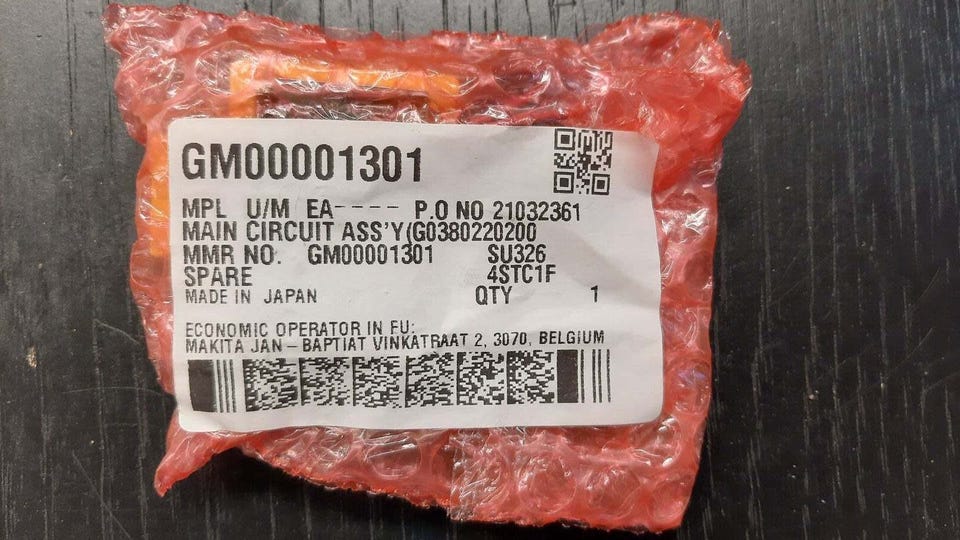 GM00001301
MPL U/M EA---- P.O NO 21032361
MAIN CIRCUIT ASS'Y(G0380220200
MMR NO. GM00001301 SU326
SPARE 4STC1F
MADE IN JAPAN QTY 1
ECONOMIC OPERATOR IN FU:
MAKITA JAN-BAPTIAT VINKATRAAT 2, 3070, BELGIUM